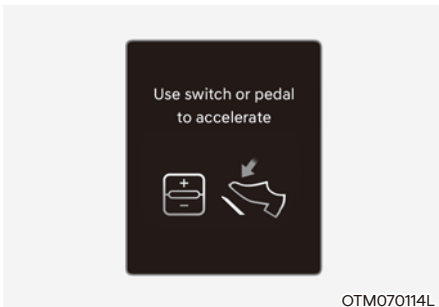 Use switch or pedal
to accelerate
+
−
OTM070114L